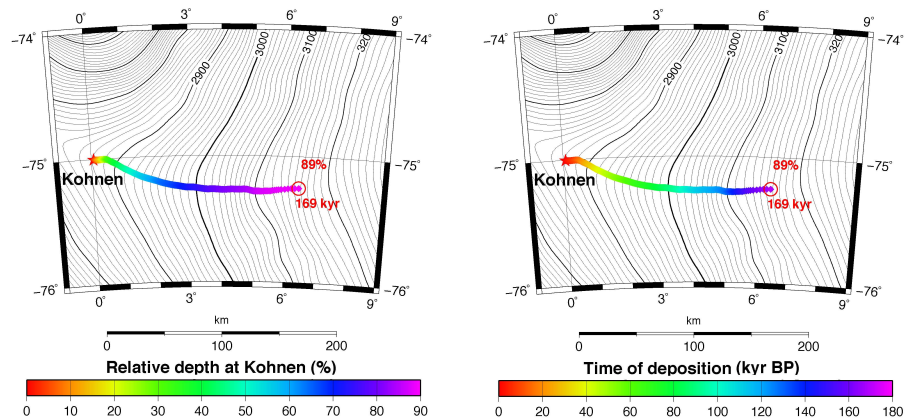 0° 3° 6° 9°
−74° −74°
2900 3000 3100 320
−75° −75°
Kohnen
89%
169 kyr
−76° −76°
0° 3° 6° 9°
km
0 100 200
Relative depth at Kohnen (%)
0 10 20 30 40 50 60 70 80 90
0° 3° 6° 9°
−74° −74°
2900 3000 3100 320
−75° −75°
Kohnen
89%
169 kyr
−76° −76°
0° 3° 6° 9°
km
0 100 200
Time of deposition (kyr BP)
0 20 40 60 80 100 120 140 160 180